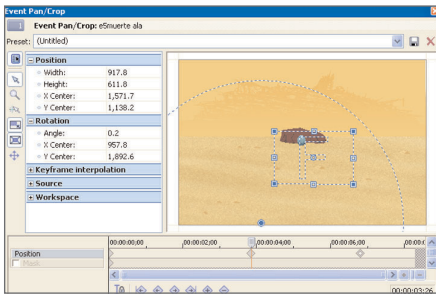 Event Pan/Crop
1 Event Pan/Crop: eSmuerte ala
Preset: (Untitled)
Position
Width: 917.8
Height: 611.8
X Center: 1,571.7
Y Center: 1,138.2
Rotation
Angle: 0.2
X Center: 957.8
Y Center: 1,892.6
Keyframe interpolation
Source
Workspace
00:00:00;00 00:00:02;00 00:00:04;00 00:00:06;00
Position
Mask
00:00:03;26